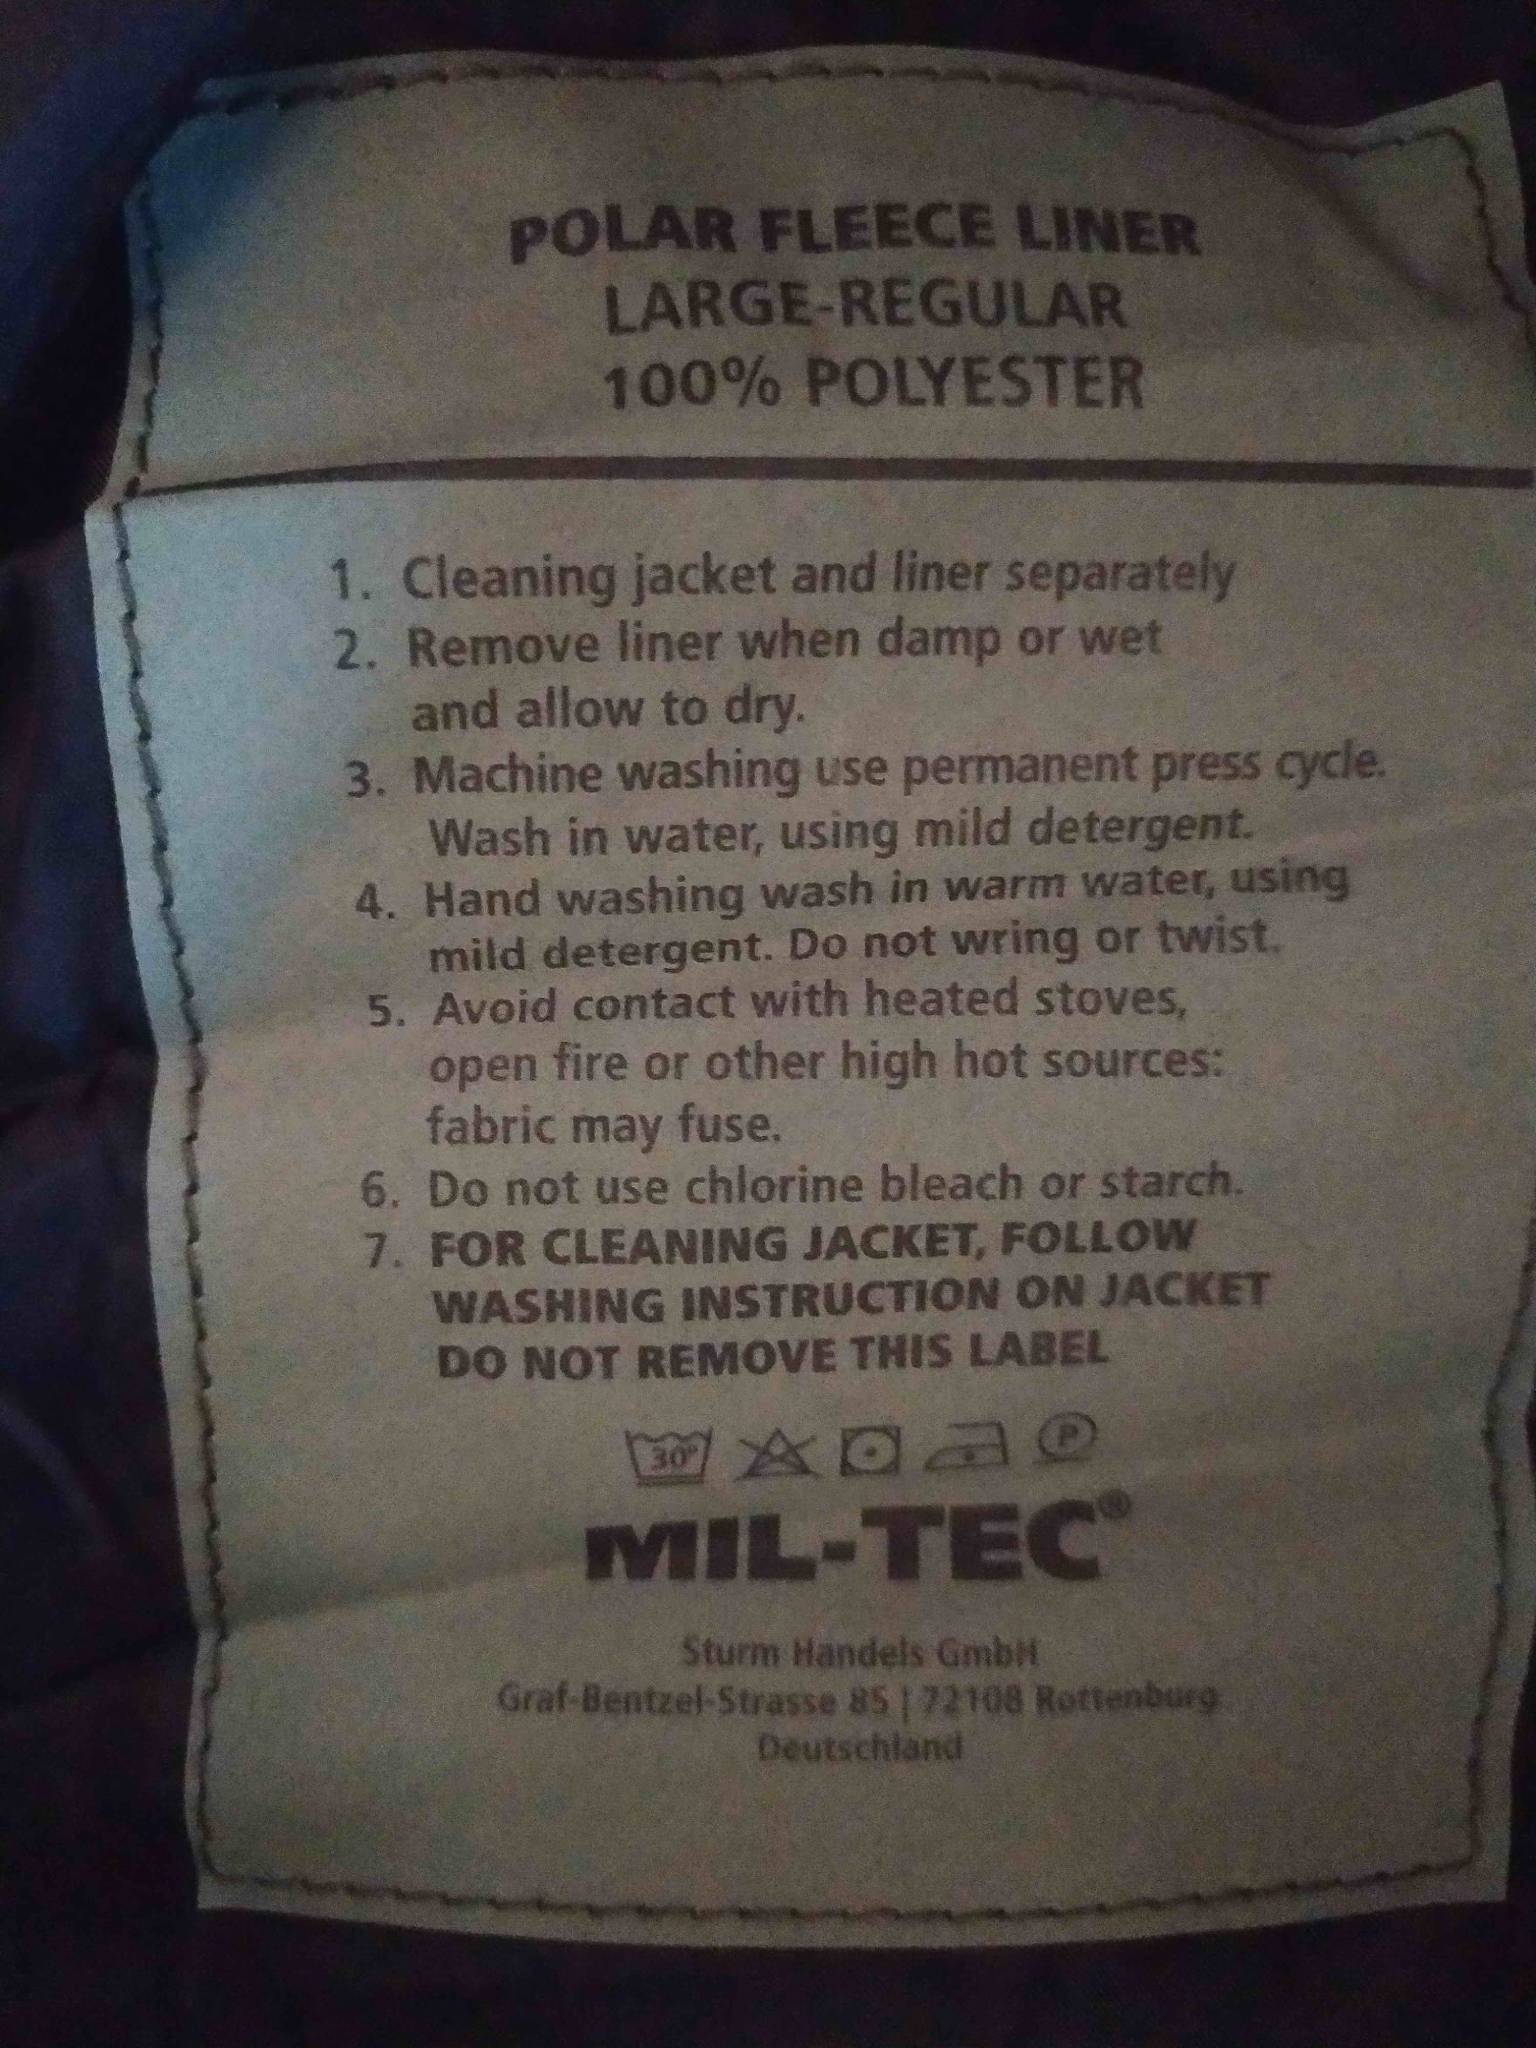 POLAR FLEECE LINER
LARGE-REGULAR
100% POLYESTER
1. Cleaning jacket and liner separately
2. Remove liner when damp or wet
and allow to dry.
3. Machine washing use permanent press cycle.
Wash in water, using mild detergent.
4. Hand washing wash in warm water, using
mild detergent. Do not wring or twist.
5. Avoid contact with heated stoves,
open fire or other high hot sources:
fabric may fuse.
6. Do not use chlorine bleach or starch.
7. FOR CLEANING JACKET, FOLLOW
WASHING INSTRUCTION ON JACKET
DO NOT REMOVE THIS LABEL
30° P
MIL-TEC®
Sturm Handels GmbH
Graf-Bentzel-Strasse 85 | 72108 Rottenburg
Deutschland